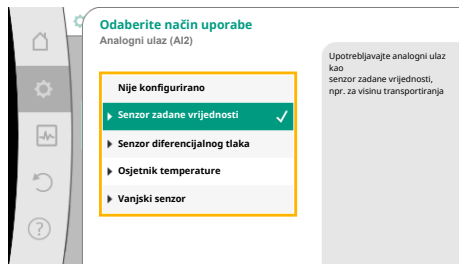 Odaberite način uporabe
Analogni ulaz (AI2)
Nije konfigurirano
Senzor zadane vrijednosti
Senzor diferencijalnog tlaka
Osjetnik temperature
Vanjski senzor
Upotrebljavajte analogni ulaz
kao
senzor zadane vrijednosti,
npr. za visinu transportiranja